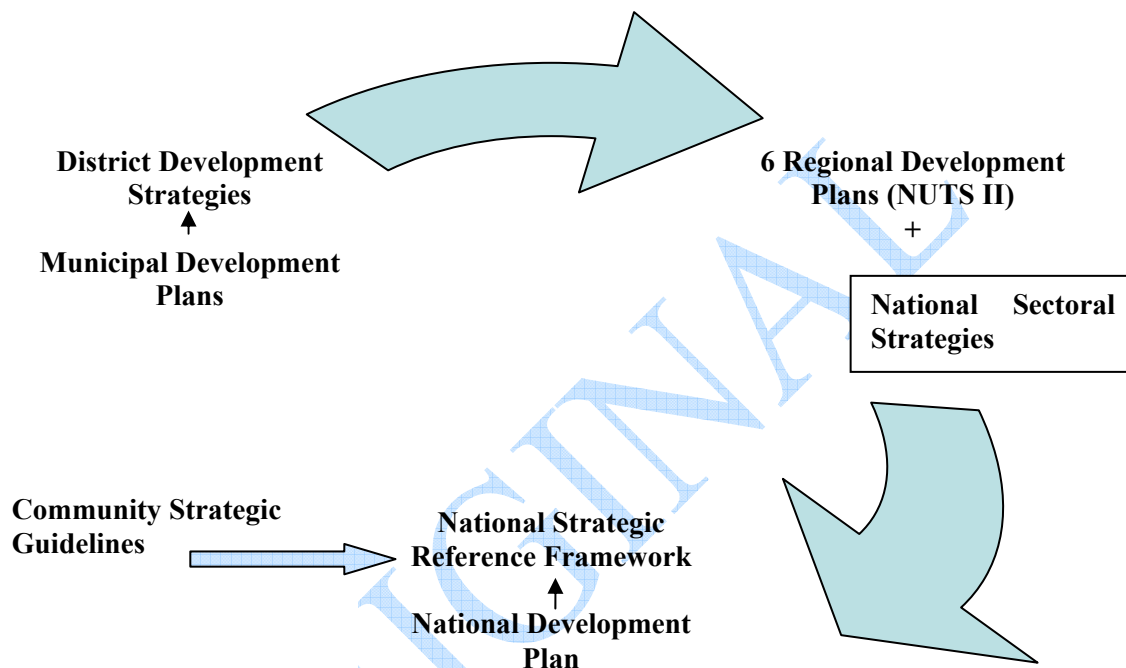 District Development
Strategies
Municipal Development
Plans
6 Regional Development
Plans (NUTS II)
+
National Sectoral
Strategies
Community Strategic
Guidelines
National Strategic
Reference Framework
National Development
Plan
IGINAL